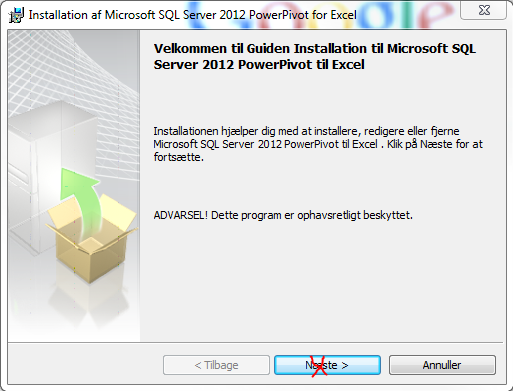 Installation af Microsoft SQL Server 2012 PowerPivot for Excel
Velkommen til Guiden Installation til Microsoft SQL
Server 2012 PowerPivot til Excel
Installationen hjælper dig med at installere, redigere eller fjerne
Microsoft SQL Server 2012 PowerPivot til Excel . Klik på Næste for at
fortsætte.
ADVARSEL! Dette program er ophavsretligt beskyttet.
< Tilbage
Næste >
Annuller